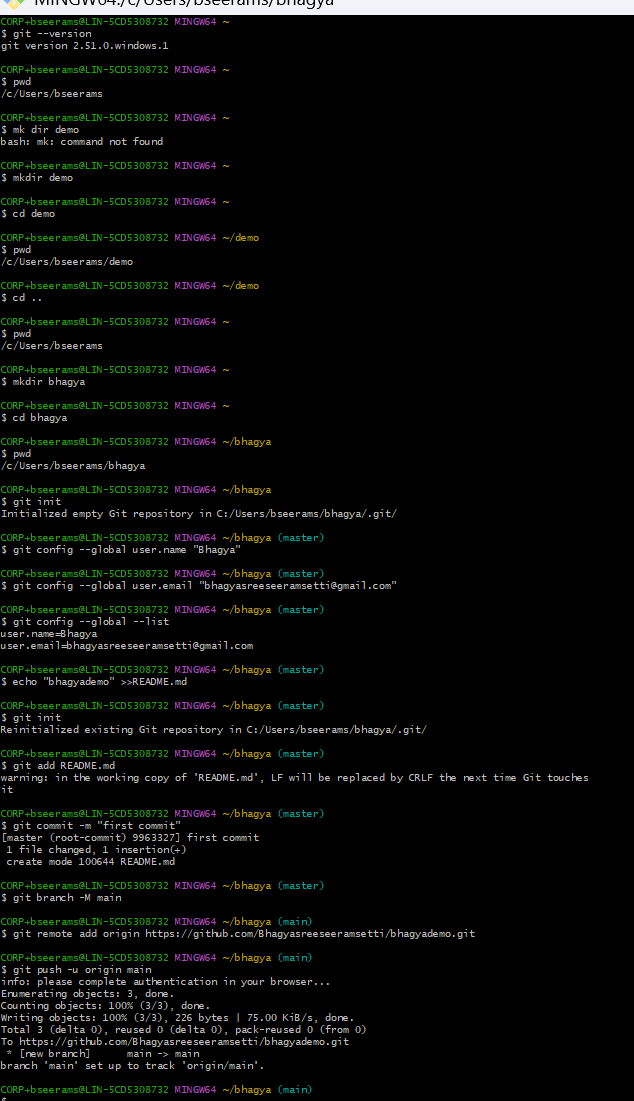 MINGW64:/c/Users/bseerams/bhagya
CORP+bseerams@LIN-5CD5308732 MINGW64 ~
$ git --version
git version 2.51.0.windows.1
CORP+bseerams@LIN-5CD5308732 MINGW64 ~
$ pwd
/c/Users/bseerams
CORP+bseerams@LIN-5CD5308732 MINGW64 ~
$ mk dir demo
bash: mk: command not found
CORP+bseerams@LIN-5CD5308732 MINGW64 ~
$ mkdir demo
CORP+bseerams@LIN-5CD5308732 MINGW64 ~
$ cd demo
CORP+bseerams@LIN-5CD5308732 MINGW64 ~/demo
$ pwd
/c/Users/bseerams/demo
CORP+bseerams@LIN-5CD5308732 MINGW64 ~/demo
$ cd ..
CORP+bseerams@LIN-5CD5308732 MINGW64 ~
$ pwd
/c/Users/bseerams
CORP+bseerams@LIN-5CD5308732 MINGW64 ~
$ mkdir bhagya
CORP+bseerams@LIN-5CD5308732 MINGW64 ~
$ cd bhagya
CORP+bseerams@LIN-5CD5308732 MINGW64 ~/bhagya
$ pwd
/c/Users/bseerams/bhagya
CORP+bseerams@LIN-5CD5308732 MINGW64 ~/bhagya
$ git init
Initialized empty Git repository in C:/Users/bseerams/bhagya/.git/
CORP+bseerams@LIN-5CD5308732 MINGW64 ~/bhagya (master)
$ git config --global user.name "Bhagya"
CORP+bseerams@LIN-5CD5308732 MINGW64 ~/bhagya (master)
$ git config --global user.email "bhagyasreeseeramsetti@gmail.com"
CORP+bseerams@LIN-5CD5308732 MINGW64 ~/bhagya (master)
$ git config --global --list
user.name=Bhagya
user.email=bhagyasreeseeramsetti@gmail.com
CORP+bseerams@LIN-5CD5308732 MINGW64 ~/bhagya (master)
$ echo "bhagyademo" >>README.md
CORP+bseerams@LIN-5CD5308732 MINGW64 ~/bhagya (master)
$ git init
Reinitialized existing Git repository in C:/Users/bseerams/bhagya/.git/
CORP+bseerams@LIN-5CD5308732 MINGW64 ~/bhagya (master)
$ git add README.md
warning: in the working copy of 'README.md', LF will be replaced by CRLF the next time Git touches
it
CORP+bseerams@LIN-5CD5308732 MINGW64 ~/bhagya (master)
$ git commit -m "first commit"
[master (root-commit) 9963327] first commit
1 file changed, 1 insertion(+)
create mode 100644 README.md
CORP+bseerams@LIN-5CD5308732 MINGW64 ~/bhagya (master)
$ git branch -M main
CORP+bseerams@LIN-5CD5308732 MINGW64 ~/bhagya (main)
$ git remote add origin https://github.com/Bhagyasreeseeramsetti/bhagyademo.git
CORP+bseerams@LIN-5CD5308732 MINGW64 ~/bhagya (main)
$ git push -u origin main
info: please complete authentication in your browser...
Enumerating objects: 3, done.
Counting objects: 100% (3/3), done.
Writing objects: 100% (3/3), 226 bytes | 75.00 KiB/s, done.
Total 3 (delta 0), reused 0 (delta 0), pack-reused 0 (from 0)
To https://github.com/Bhagyasreeseeramsetti/bhagyademo.git
* [new branch]      main -> main
branch 'main' set up to track 'origin/main'.
CORP+bseerams@LIN-5CD5308732 MINGW64 ~/bhagya (main)
$